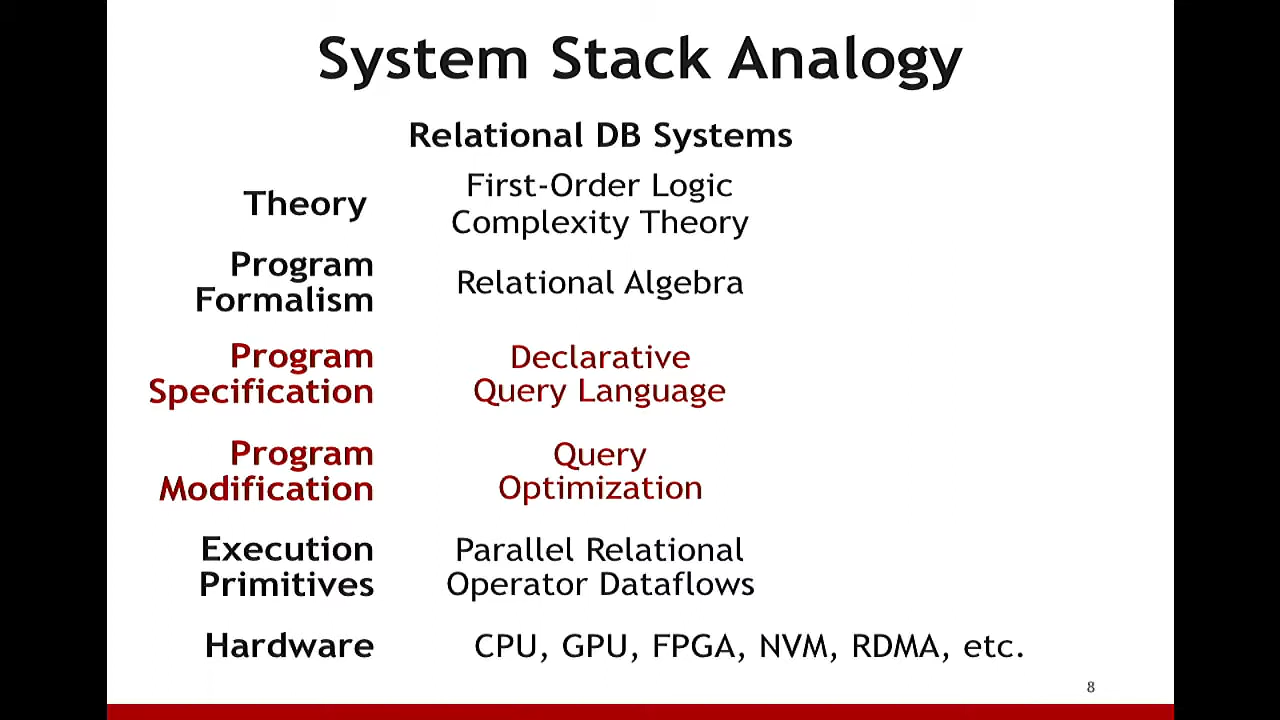 System Stack Analogy
Relational DB Systems
Theory
First-Order Logic
Complexity Theory
Program
Formalism
Relational Algebra
Program
Specification
Declarative
Query Language
Program
Modification
Query
Optimization
Execution
Primitives
Parallel Relational
Operator Dataflows
Hardware
CPU, GPU, FPGA, NVM, RDMA, etc.
8